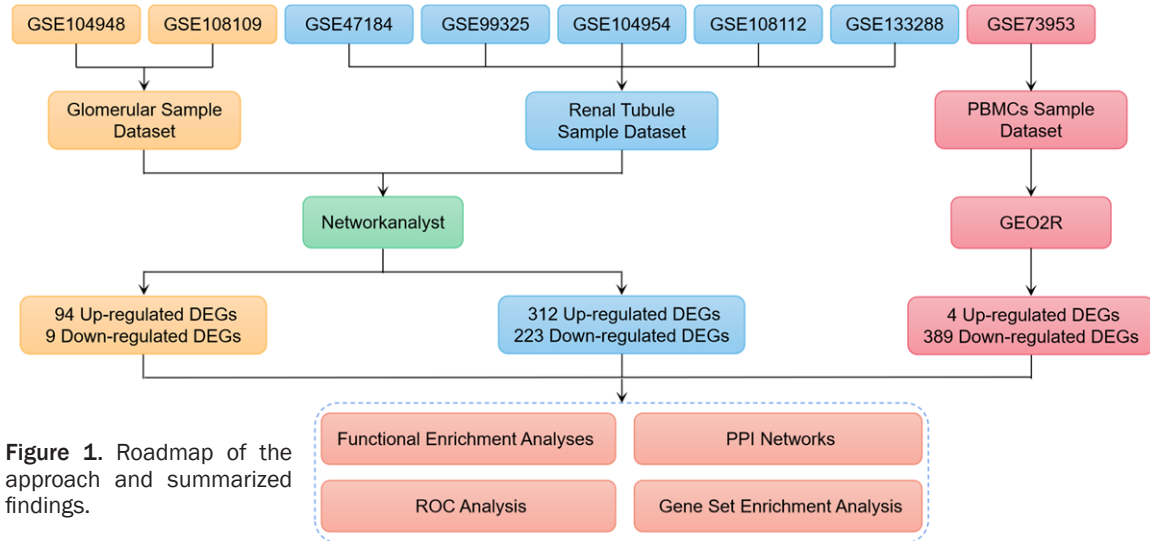 GSE104948
GSE108109
GSE47184
GSE99325
GSE104954
GSE108112
GSE133288
GSE73953
Glomerular Sample
Dataset
Renal Tubule
Sample Dataset
PBMCs Sample
Dataset
Networkanalyst
GEO2R
94 Up-regulated DEGs
9 Down-regulated DEGs
312 Up-regulated DEGs
223 Down-regulated DEGs
4 Up-regulated DEGs
389 Down-regulated DEGs
Functional Enrichment Analyses
PPI Networks
ROC Analysis
Gene Set Enrichment Analysis
Figure 1. Roadmap of the
approach and summarized
findings.